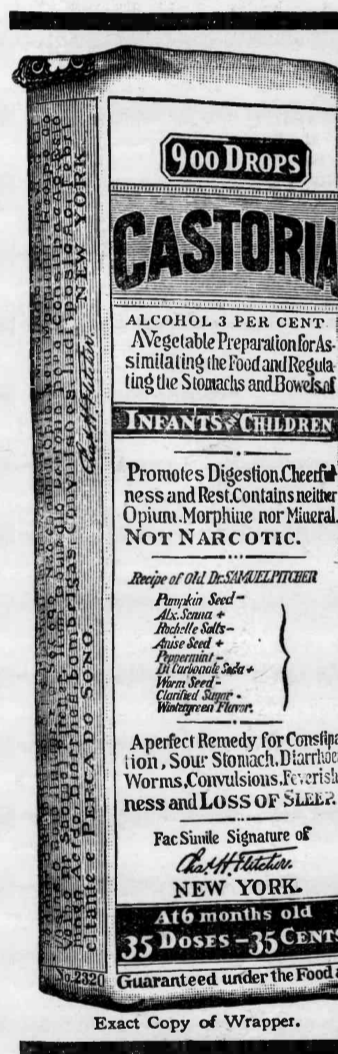 900 DROPS
CASTORIA
ALCOHOL 3 PER CENT
AVegetable Preparation for As-
similating the Food and Regula-
ting the Stomachs and Bowels of
INFANTS & CHILDREN
Promotes Digestion.Cheerful-
ness and Rest.Contains neither
Opium.Morphine nor Mineral.
NOT NARCOTIC.
Recipe of Old Dr. SAMUEL PITCHER
Pumpkin Seed -
Alx. Senna +
Rochelle Salts -
Anise Seed +
Peppermint -
Bi Carbonate Soda +
Worm Seed -
Clarified Sugar -
Wintergreen Flavor.
A perfect Remedy for Constipa
tion, Sour Stomach, Diarrhoe
Worms,Convulsions.Feverish
ness and LOSS OF SLEEP.
Fac Simile Signature of
Chas. H. Fletcher.
NEW YORK.
At 6 months old
35 DOSES - 35 CENTS
Guaranteed under the Food a
Exact Copy of Wrapper.
NEW YORK
Chas. H. Fletcher.
e PERCA DO SONO.
No. 2320